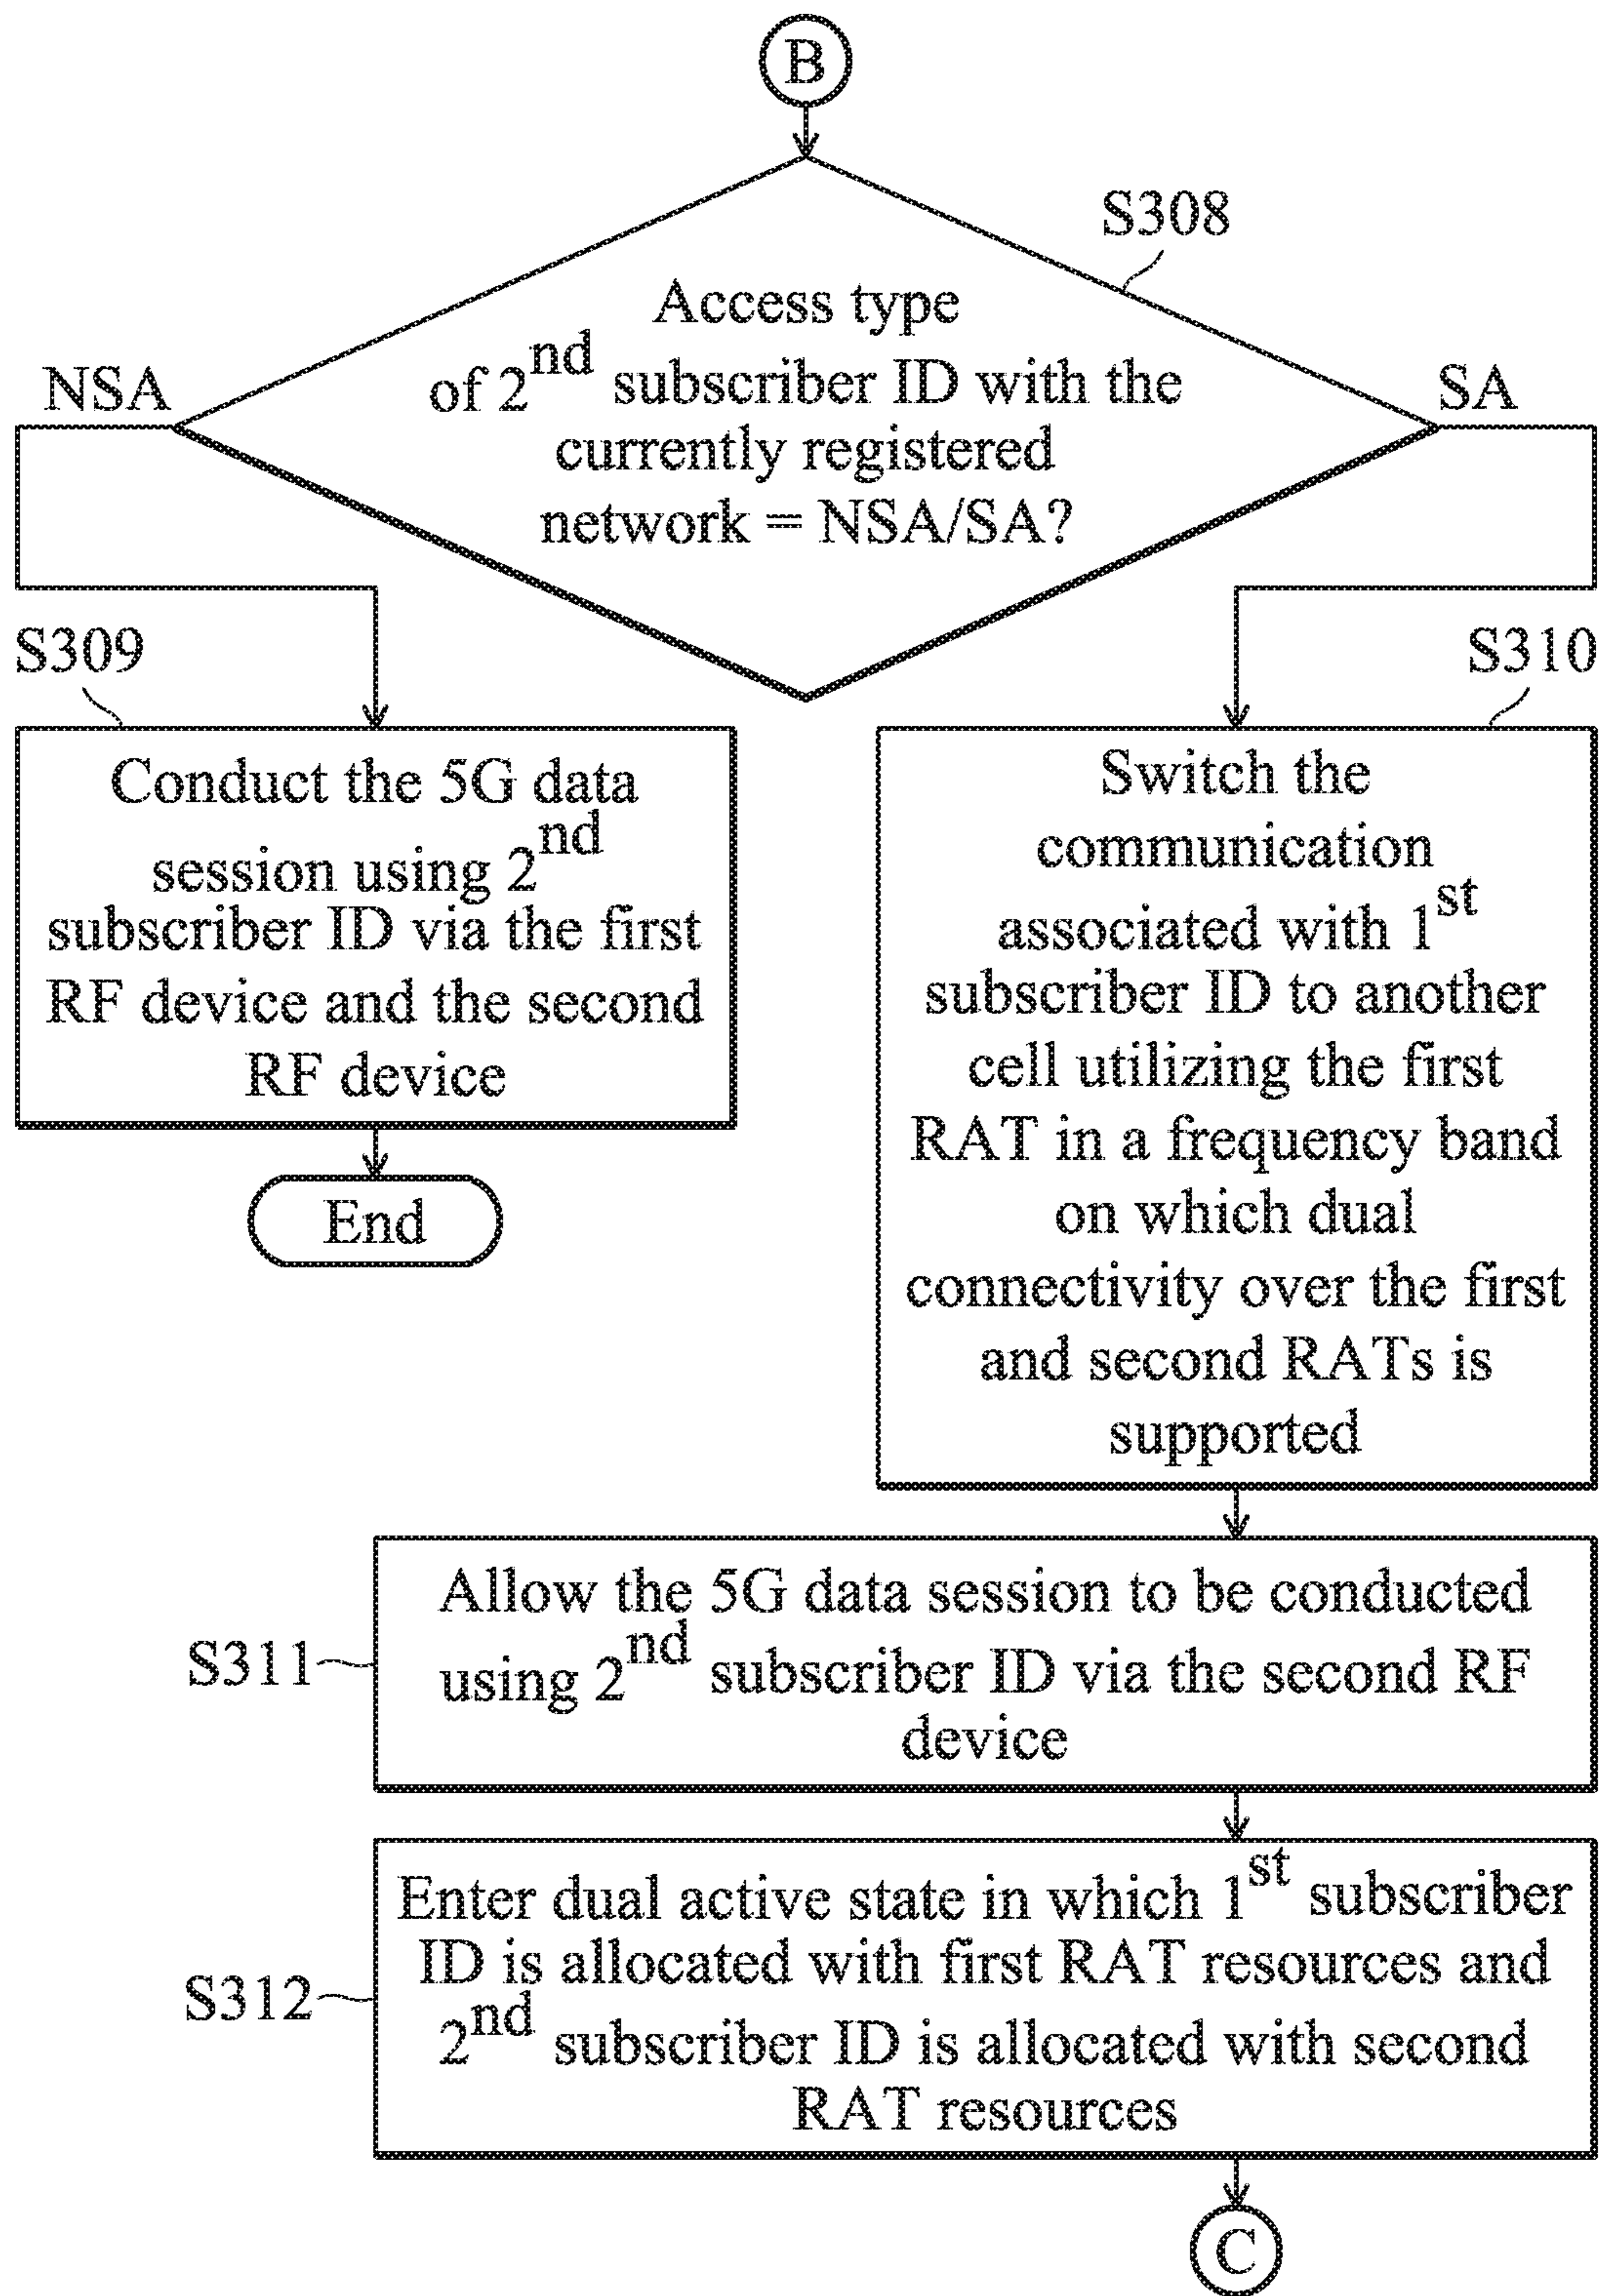 B
S308
Access type
of 2nd subscriber ID with the
currently registered
network = NSA/SA?
NSA
SA
S309
Conduct the 5G data
session using 2nd
subscriber ID via the first
RF device and the second
RF device
End
S310
Switch the
communication
associated with 1st
subscriber ID to another
cell utilizing the first
RAT in a frequency band
on which dual
connectivity over the first
and second RATs is
supported
S311
Allow the 5G data session to be conducted
using 2nd subscriber ID via the second RF
device
S312
Enter dual active state in which 1st subscriber
ID is allocated with first RAT resources and
2nd subscriber ID is allocated with second
RAT resources
C